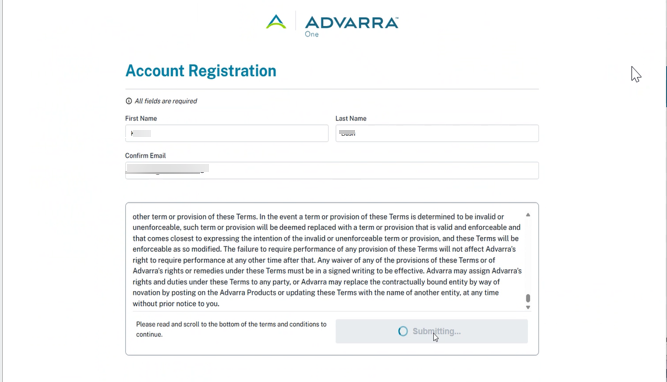 ADVARRA™
One
Account Registration
All fields are required
First Name
Last Name
Confirm Email
other term or provision of these Terms. In the event a term or provision of these Terms is determined to be invalid or
unenforceable, such term or provision will be deemed replaced with a term or provision that is valid and enforceable and
that comes closest to expressing the intention of the invalid or unenforceable term or provision, and these Terms will be
enforceable as so modified. The failure to require performance of any provision of these Terms will not affect Advarra's
right to require performance at any other time after that. Any waiver of any of the provisions of these Terms or of
Advarra's rights or remedies under these Terms must be in a signed writing to be effective. Advarra may assign Advarra's
rights and duties under these Terms to any party, or Advarra may replace the contractually bound entity by way of
novation by posting on the Advarra Products or updating these Terms with the name of another entity, at any time
without prior notice to you.
Please read and scroll to the bottom of the terms and conditions to
continue.
Submitting...